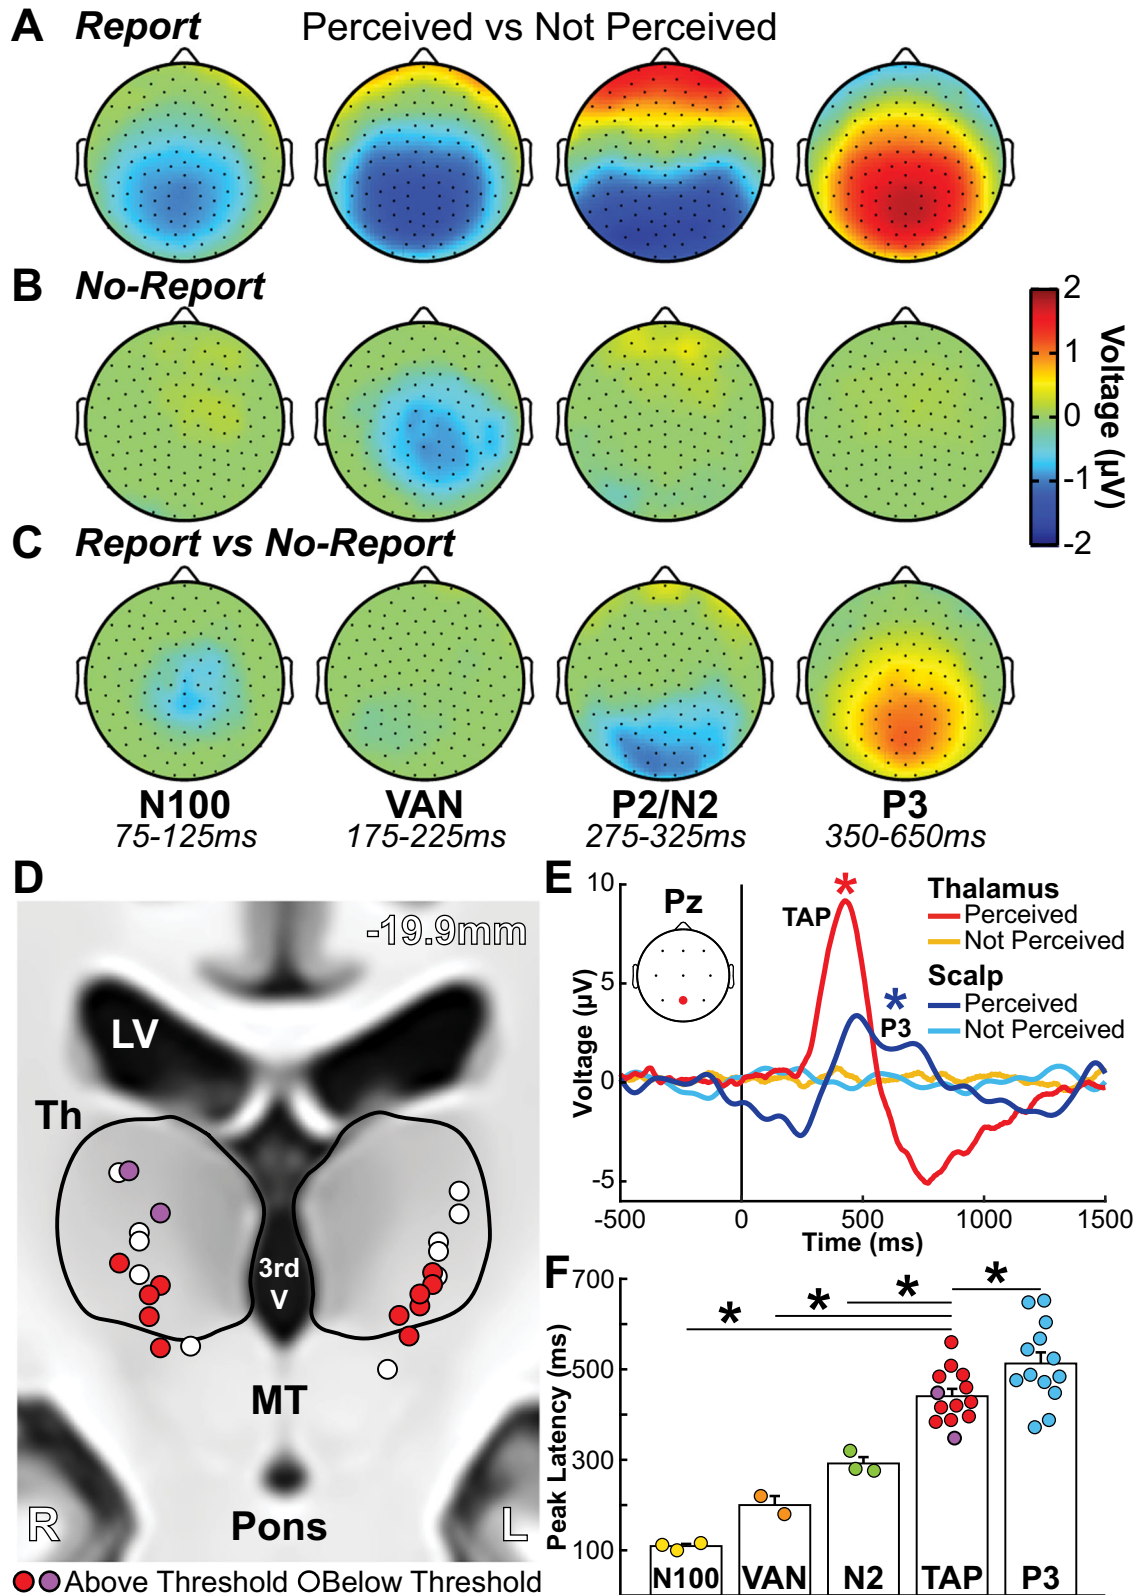 A Report Perceived vs Not Perceived
B No-Report
2
1
0
-1
-2
Voltage (µV)
C Report vs No-Report
N100 VAN P2/N2 P3
75-125ms 175-225ms 275-325ms 350-650ms
D
-19.9mm
LV
Th
3rd
V
MT
Pons
R L
Above Threshold Below Threshold
E
10
5
0
-5
Voltage (µV)
Pz
TAP
*
*
P3
Thalamus
Perceived
Not Perceived
Scalp
Perceived
Not Perceived
-500 0 500 1000 1500
Time (ms)
F
700
500
300
100
Peak Latency (ms)
* * * *
N100 VAN N2 TAP P3